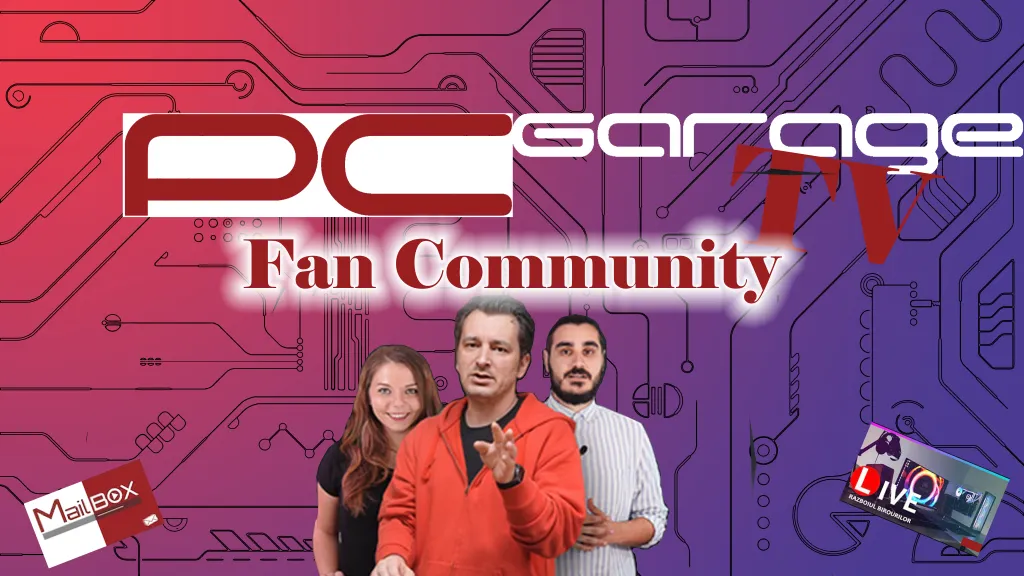 PC Garage
TV
Fan Community
MailBox
LIVE
RAZBOIUL BIROURILOR